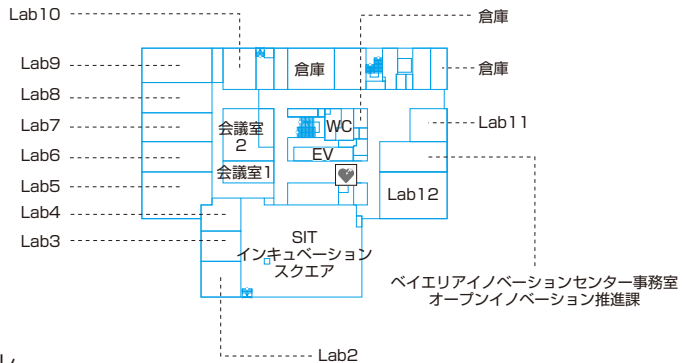 Lab10
倉庫
Lab9
倉庫
倉庫
Lab8
Lab7
会議室
2
WC
Lab11
Lab6
EV
会議室1
Lab5
Lab12
Lab4
Lab3
SIT
インキュベーション
スクエア
ベイエリアイノベーションセンター事務室
オープンイノベーション推進課
Lab2